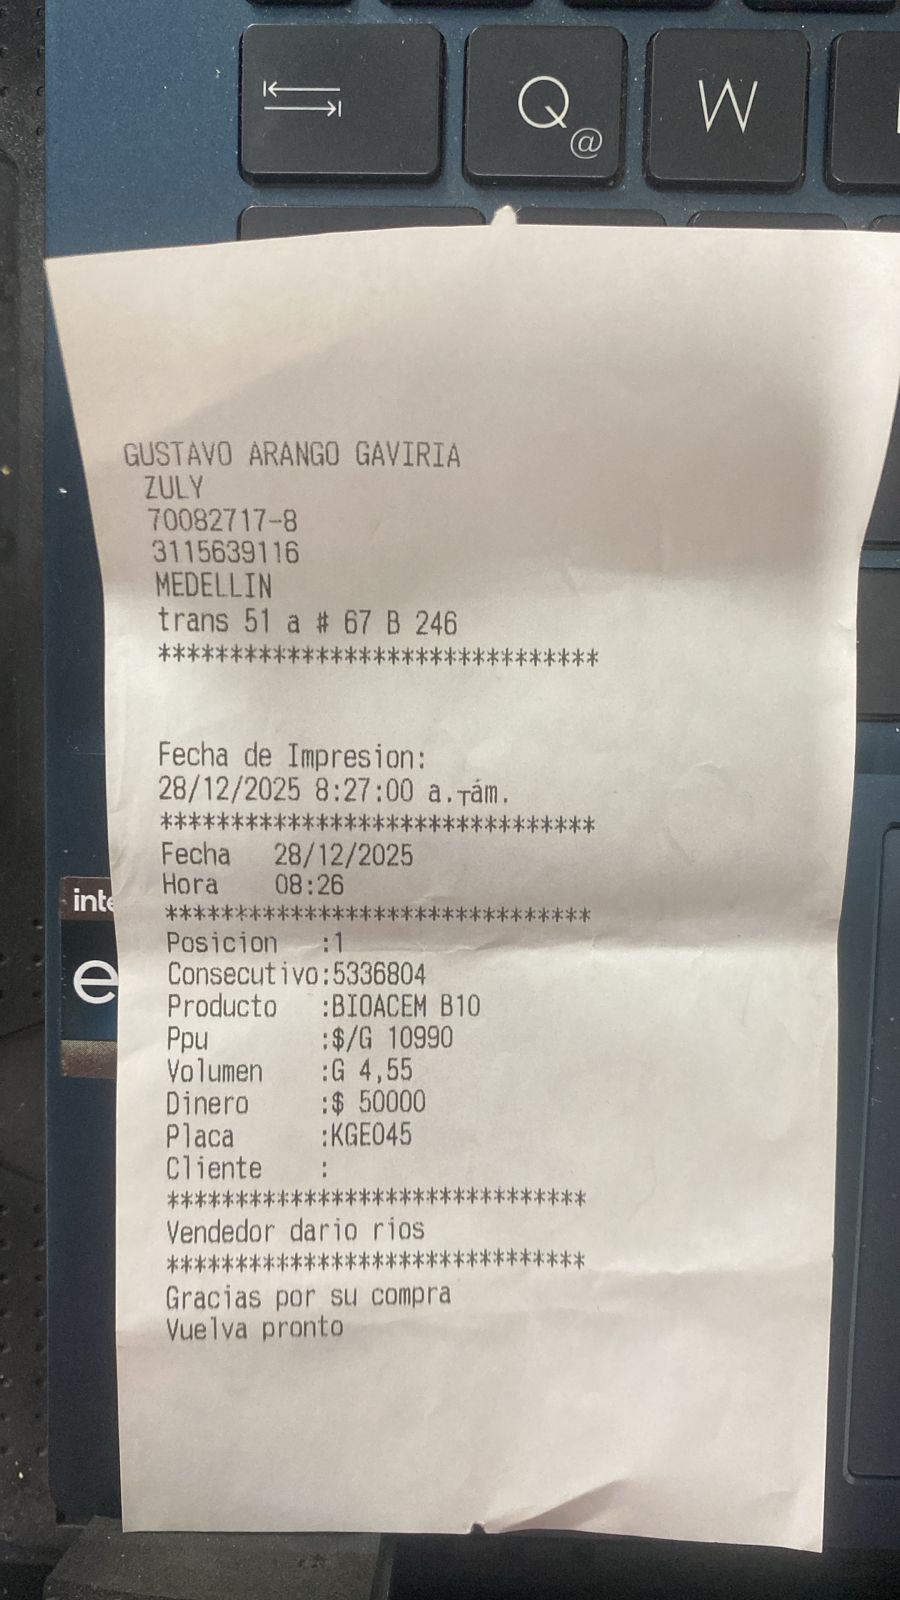 Q
@
W
GUSTAVO ARANGO GAVIRIA
ZULY
70082717-8
3115639116
MEDELLIN
trans 51 a # 67 B 246
*******************************
Fecha de Impresion:
28/12/2025 8:27:00 a.┬ám.
*******************************
Fecha 28/12/2025
Hora 08:26
*******************************
Posicion :1
Consecutivo:5336804
Producto :BIOACEM B10
Ppu :$/G 10990
Volumen :G 4,55
Dinero :$ 50000
Placa :KGE045
Cliente :
*******************************
Vendedor dario rios
*******************************
Gracias por su compra
Vuelva pronto